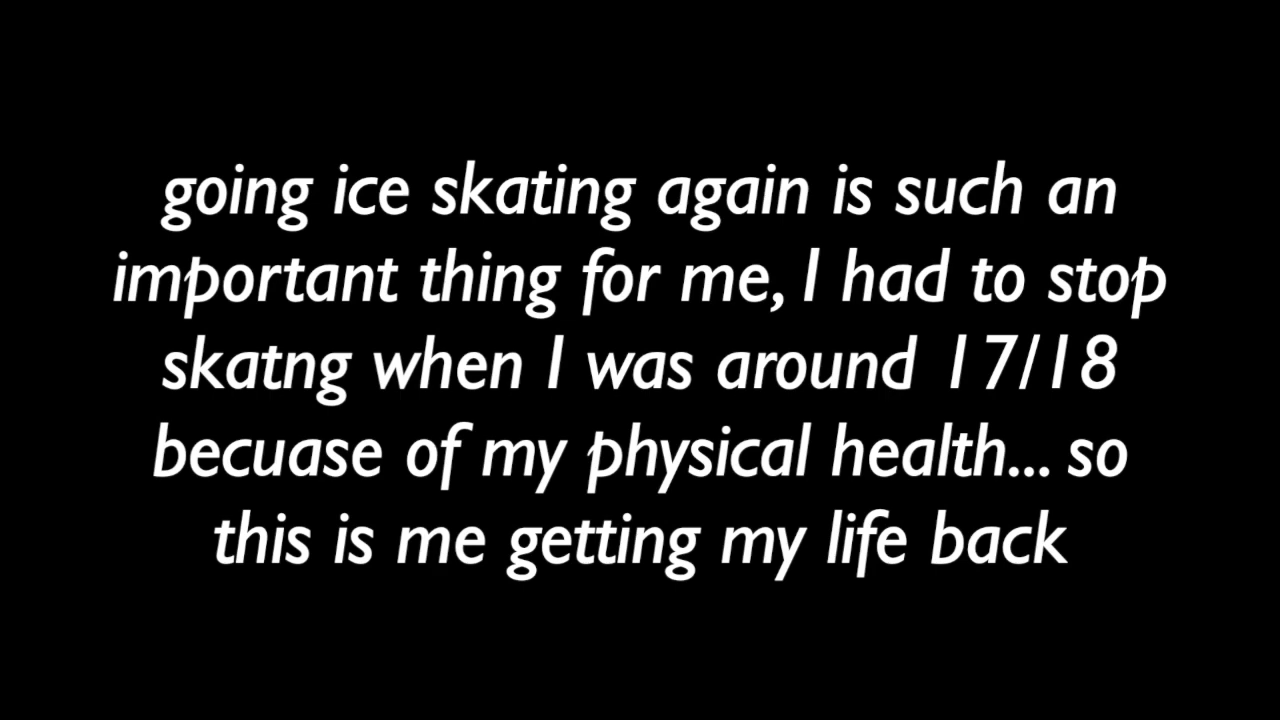 going ice skating again is such an
important thing for me, I had to stop
skatng when I was around 17/18
becuase of my physical health... so
this is me getting my life back